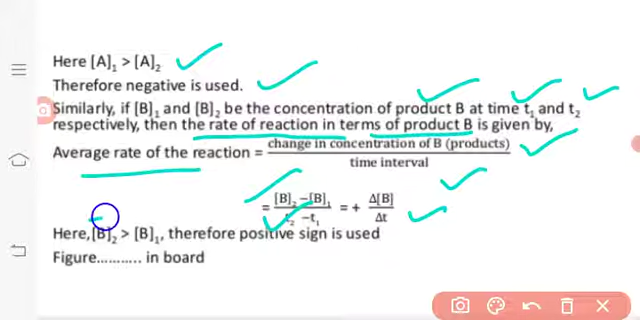 Here [A]₁ > [A]₂
Therefore negative is used.
Similarly, if [B]₁ and [B]₂ be the concentration of product B at time t₁ and t₂
respectively, then the rate of reaction in terms of product B is given by,
Average rate of the reaction = change in concentration of B (products) / time interval
= [B]₂ −[B]₁ / t₂ −t₁ = + Δ[B] / Δt
Here,[B]₂ > [B]₁, therefore positive sign is used
Figure........... in board